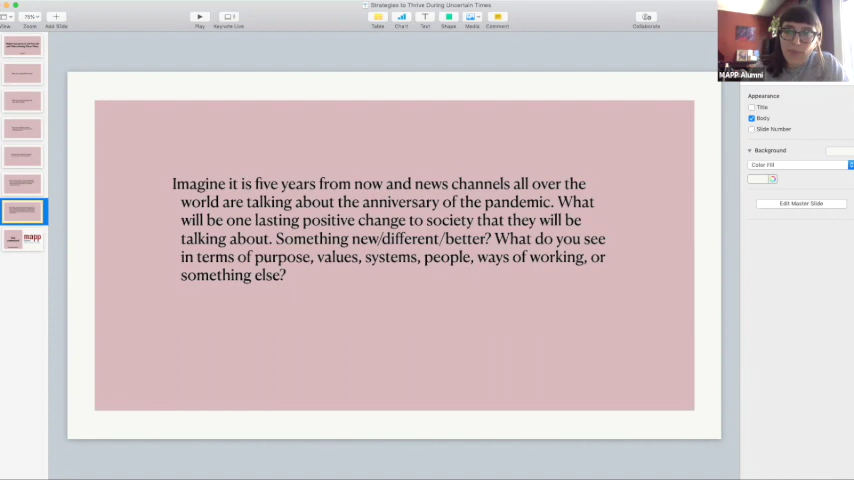 Strategies to Thrive During Uncertain Times
75%
View
Zoom
Add Slide
Play
Keynote Live
Table
Chart
Text
Shape
Media
Comment
Collaborate
MAPP Alumni
Imagine it is five years from now and news channels all over the
world are talking about the anniversary of the pandemic. What
will be one lasting positive change to society that they will be
talking about. Something new/different/better? What do you see
in terms of purpose, values, systems, people, ways of working, or
something else?
mapp
Appearance
Title
Body
Slide Number
Background
Color Fill
Edit Master Slide